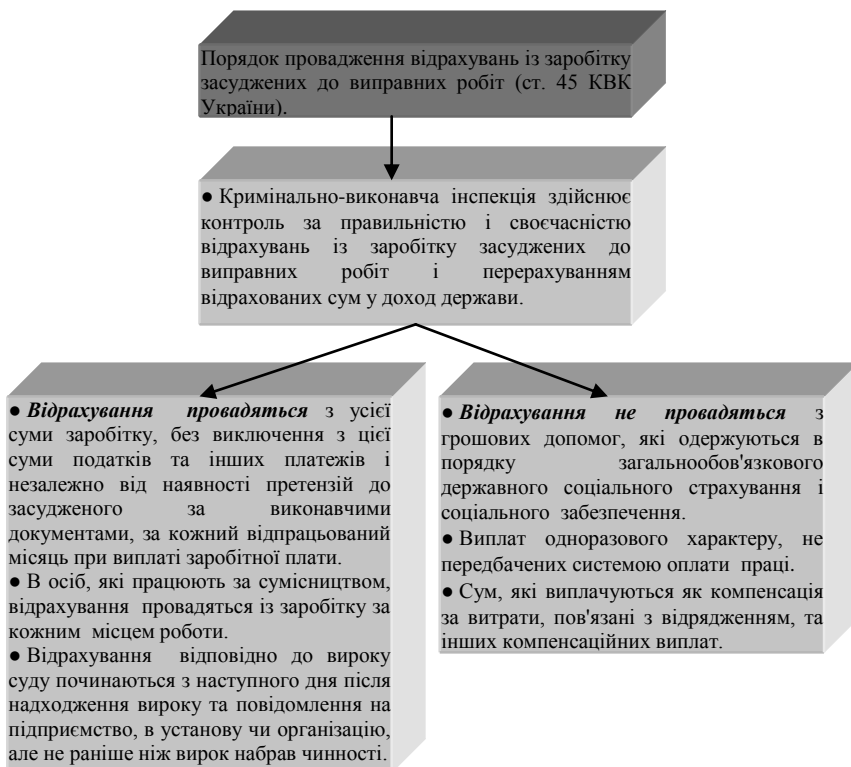 Порядок провадження відрахувань із заробітку
засуджених до виправних робіт (ст. 45 КВК
України).
● Кримінально-виконавча інспекція здійснює
контроль за правильністю і своєчасністю
відрахувань із заробітку засуджених до
виправних робіт і перерахуванням
відрахованих сум у доход держави.
● Відрахування провадяться з усієї
суми заробітку, без виключення з цієї
суми податків та інших платежів і
незалежно від наявності претензій до
засудженого за виконавчими
документами, за кожний відпрацьований
місяць при виплаті заробітної плати.
● В осіб, які працюють за сумісництвом,
відрахування провадяться із заробітку за
кожним місцем роботи.
● Відрахування відповідно до вироку
суду починаються з наступного дня після
надходження вироку та повідомлення на
підприємство, в установу чи організацію,
але не раніше ніж вирок набрав чинності.
● Відрахування не провадяться з
грошових допомог, які одержуються в
порядку загальнообов'язкового
державного соціального страхування і
соціального забезпечення.
● Виплат одноразового характеру, не
передбачених системою оплати праці.
● Сум, які виплачуються як компенсація
за витрати, пов'язані з відрядженням, та
інших компенсаційних виплат.